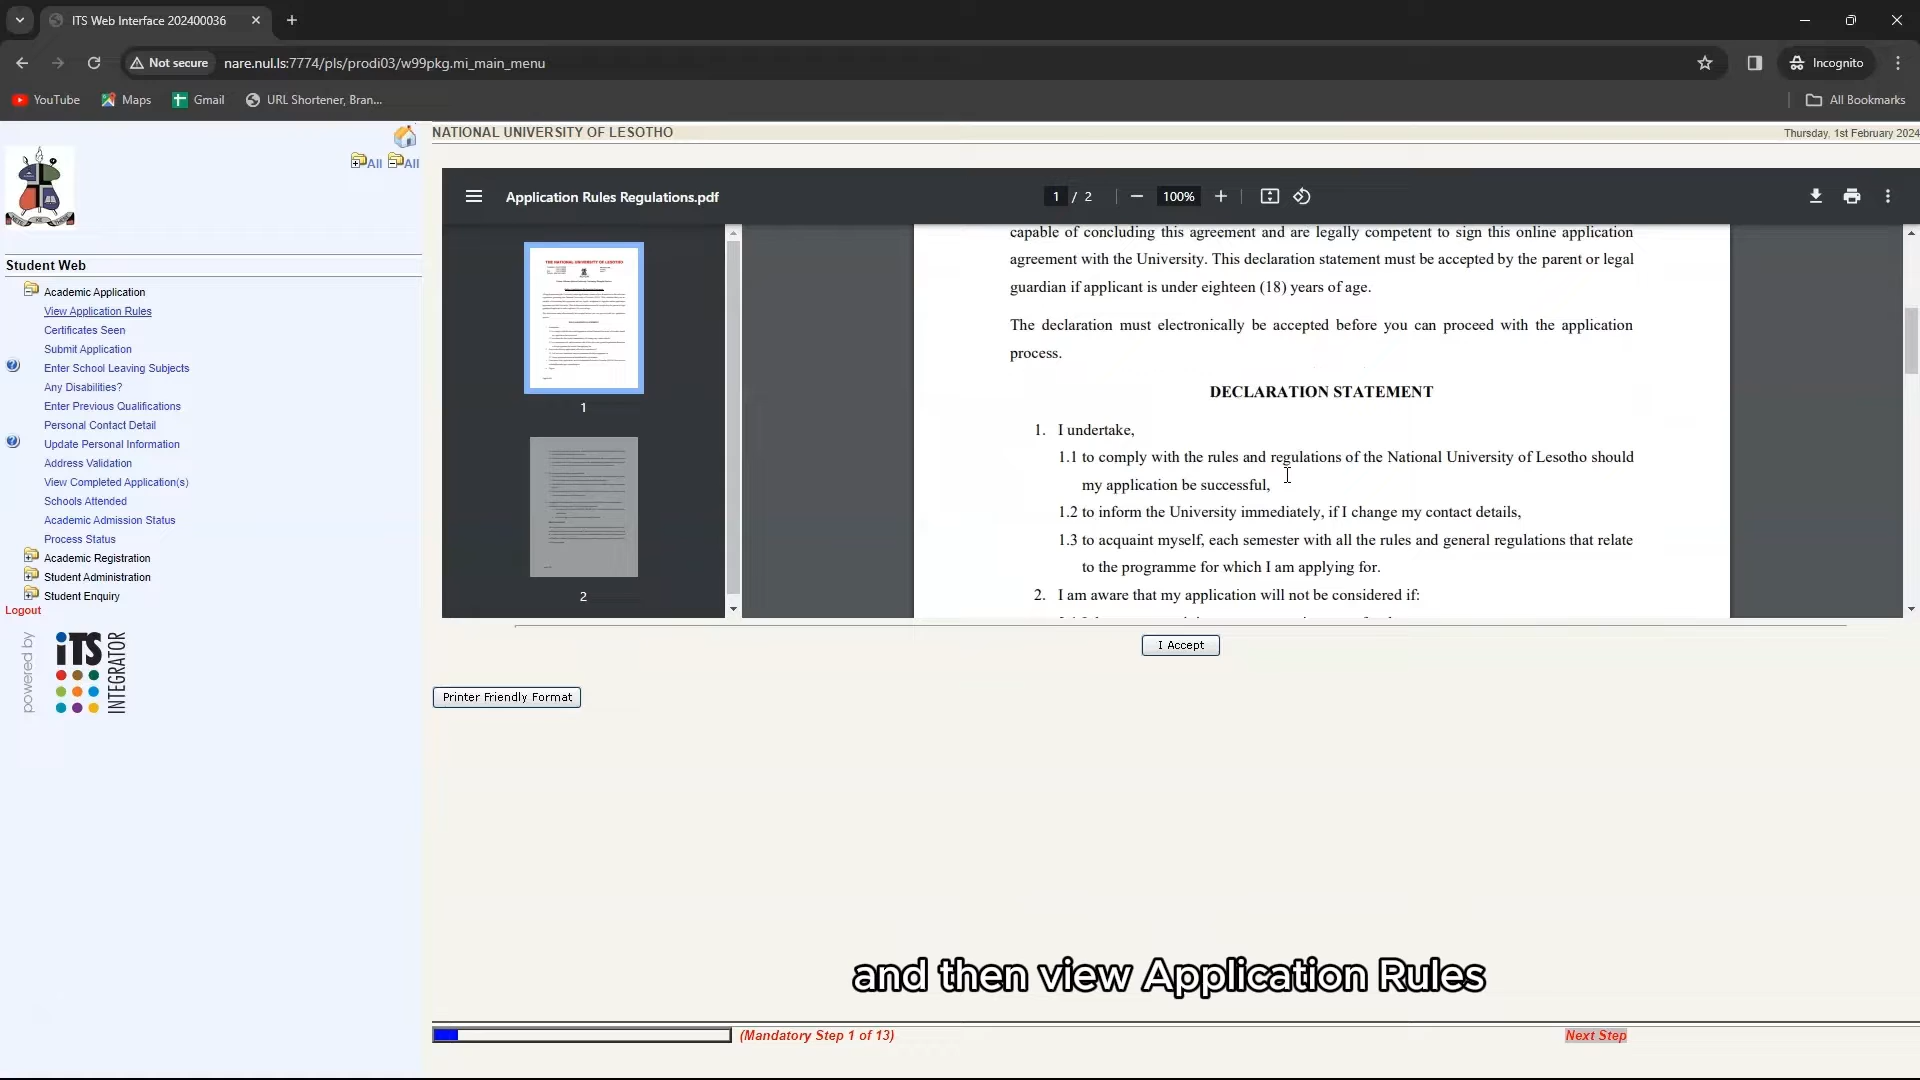 ITS Web Interface 202400036
Not secure
nare.nul.ls:7774/pls/prodi03/w99pkg.mi_main_menu
Incognito
YouTube
Maps
Gmail
URL Shortener, Bran...
All Bookmarks
All
All
Student Web
Academic Application
View Application Rules
Certificates Seen
Submit Application
Enter School Leaving Subjects
Any Disabilities?
Enter Previous Qualifications
Personal Contact Detail
Update Personal Information
Address Validation
View Completed Application(s)
Schools Attended
Academic Admission Status
Process Status
Academic Registration
Student Administration
Student Enquiry
Logout
powered by
iTS
INTEGRATOR
NATIONAL UNIVERSITY OF LESOTHO
Thursday, 1st February 2024
Application Rules Regulations.pdf
1 / 2
100%
THE NATIONAL UNIVERSITY OF LESOTHO
1
2
capable of concluding this agreement and are legally competent to sign this online application
agreement with the University. This declaration statement must be accepted by the parent or legal
guardian if applicant is under eighteen (18) years of age.
The declaration must electronically be accepted before you can proceed with the application
process.
DECLARATION STATEMENT
1. I undertake,
1.1 to comply with the rules and regulations of the National University of Lesotho should
my application be successful,
1.2 to inform the University immediately, if I change my contact details,
1.3 to acquaint myself, each semester with all the rules and general regulations that relate
to the programme for which I am applying for.
2. I am aware that my application will not be considered if:
I Accept
Printer Friendly Format
and then view Application Rules
(Mandatory Step 1 of 13)
Next Step